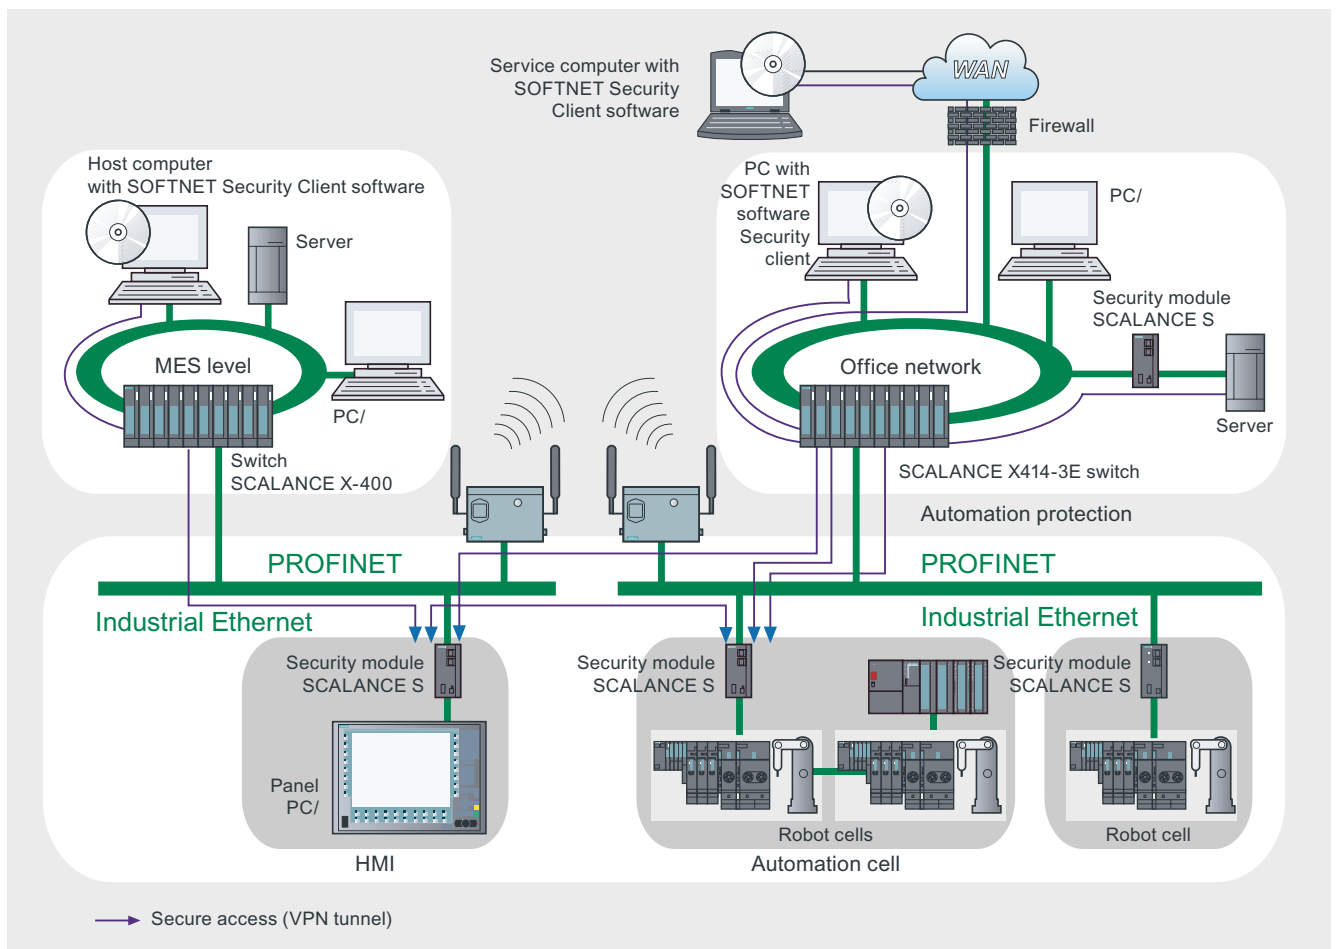 Service computer with
SOFTNET Security
Client software
WAN
Firewall
Host computer
with SOFTNET Security Client software
Server
MES level
PC/
Switch
SCALANCE X-400
PC with
SOFTNET
software
Security
client
PC/
Security module
SCALANCE S
Office network
Server
SCALANCE X414-3E switch
Automation protection
PROFINET
PROFINET
Industrial Ethernet
Industrial Ethernet
Security module
SCALANCE S
Security module
SCALANCE S
Security module
SCALANCE S
Panel
PC/
Robot cells
Robot cell
HMI
Automation cell
Secure access (VPN tunnel)